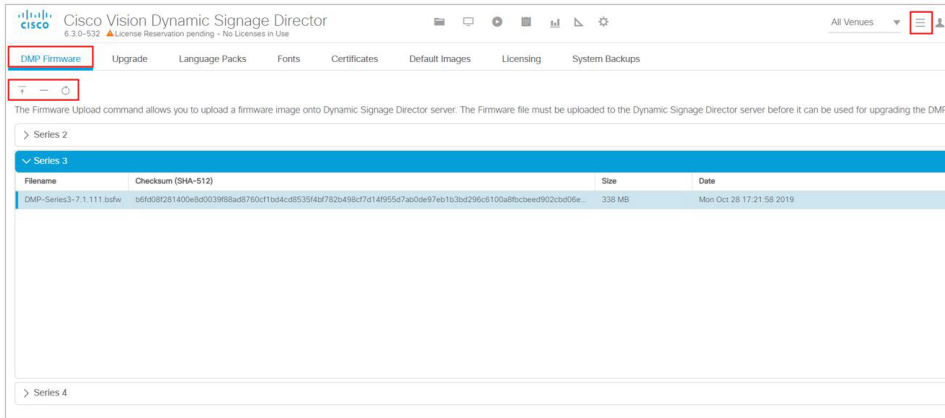 CISCO
Cisco Vision Dynamic Signage Director
6.3.0-532 License Reservation pending - No Licenses in Use
All Venues
DMP Firmware Upgrade Language Packs Fonts Certificates Default Images Licensing System Backups
The Firmware Upload command allows you to upload a firmware image onto Dynamic Signage Director server. The Firmware file must be uploaded to the Dynamic Signage Director server before it can be used for upgrading the DMP
Series 2
Series 3
Filename Checksum (SHA-512) Size Date
DMP-Series3-7.1.111.bsfw 338 MB Mon Oct 28 17:21:58 2019
Series 4